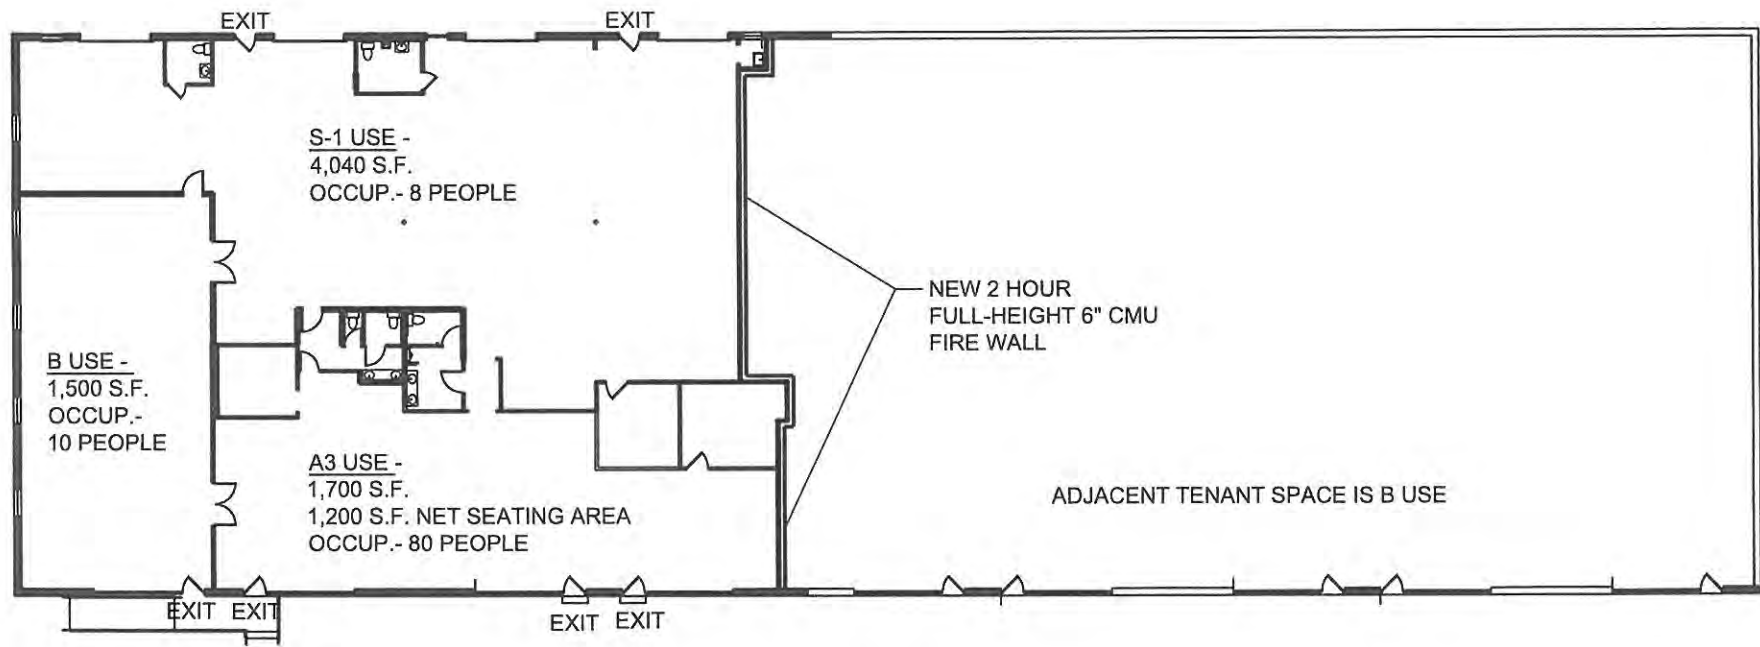 EXIT
EXIT
S-1 USE -
4,040 S.F.
OCCUP.- 8 PEOPLE
NEW 2 HOUR
FULL-HEIGHT 6" CMU
FIRE WALL
B USE -
1,500 S.F.
OCCUP.-
10 PEOPLE
A3 USE -
1,700 S.F.
1,200 S.F. NET SEATING AREA
OCCUP.- 80 PEOPLE
ADJACENT TENANT SPACE IS B USE
EXIT
EXIT
EXIT
EXIT